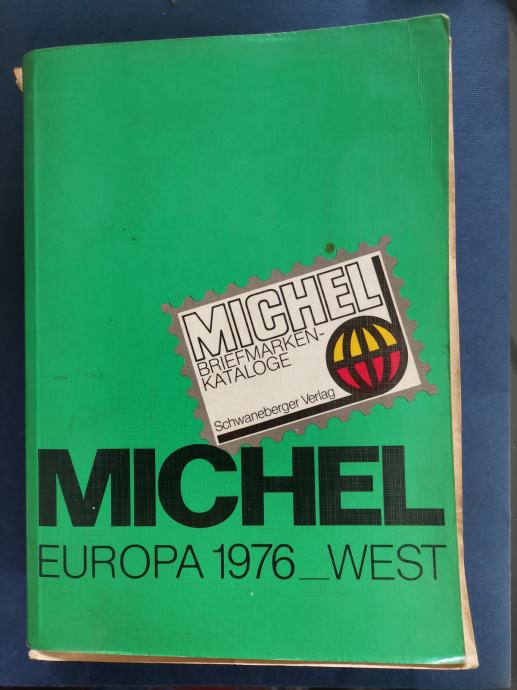 MICHEL
BRIEFMARKEN-
KATALOGE
Schwaneberger Verlag
MICHEL
EUROPA 1976_WEST